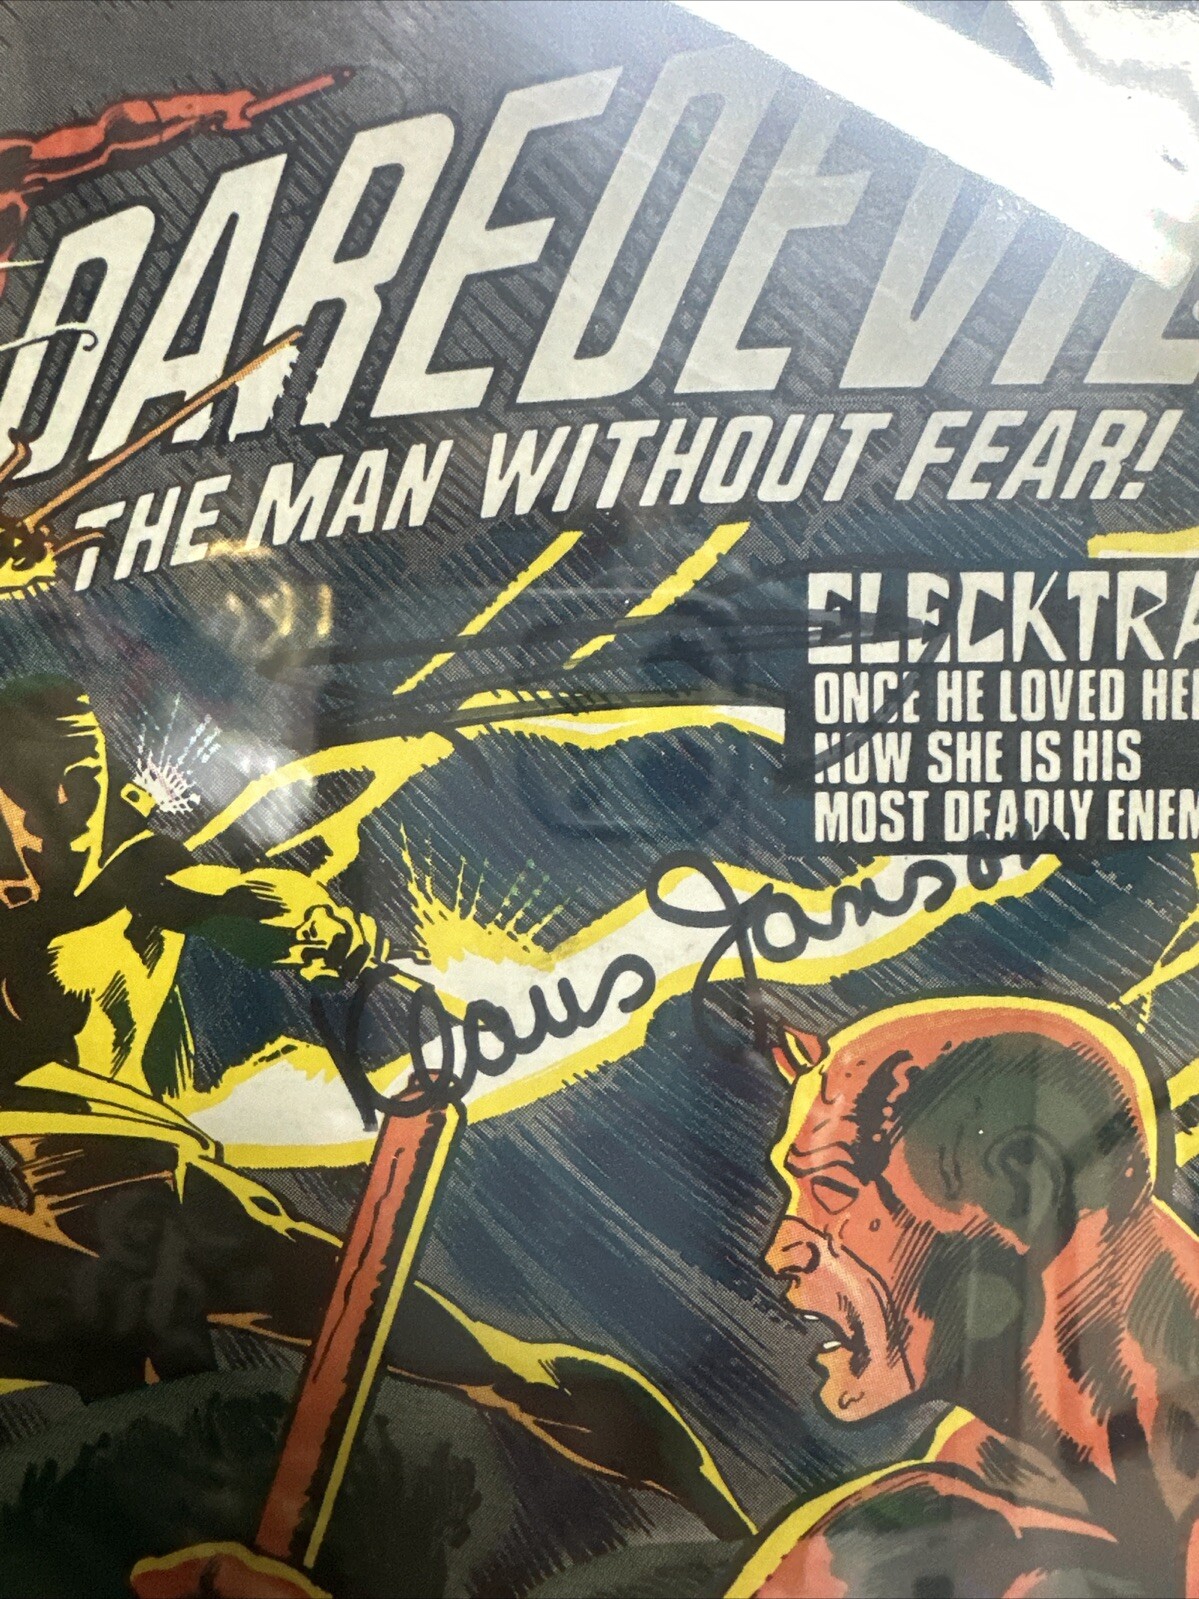 DAREDEVIL
THE MAN WITHOUT FEAR!
ELECKTRA
ONCE HE LOVED HE
NOW SHE IS HIS
MOST DEADLY ENEM
Klaus Janson